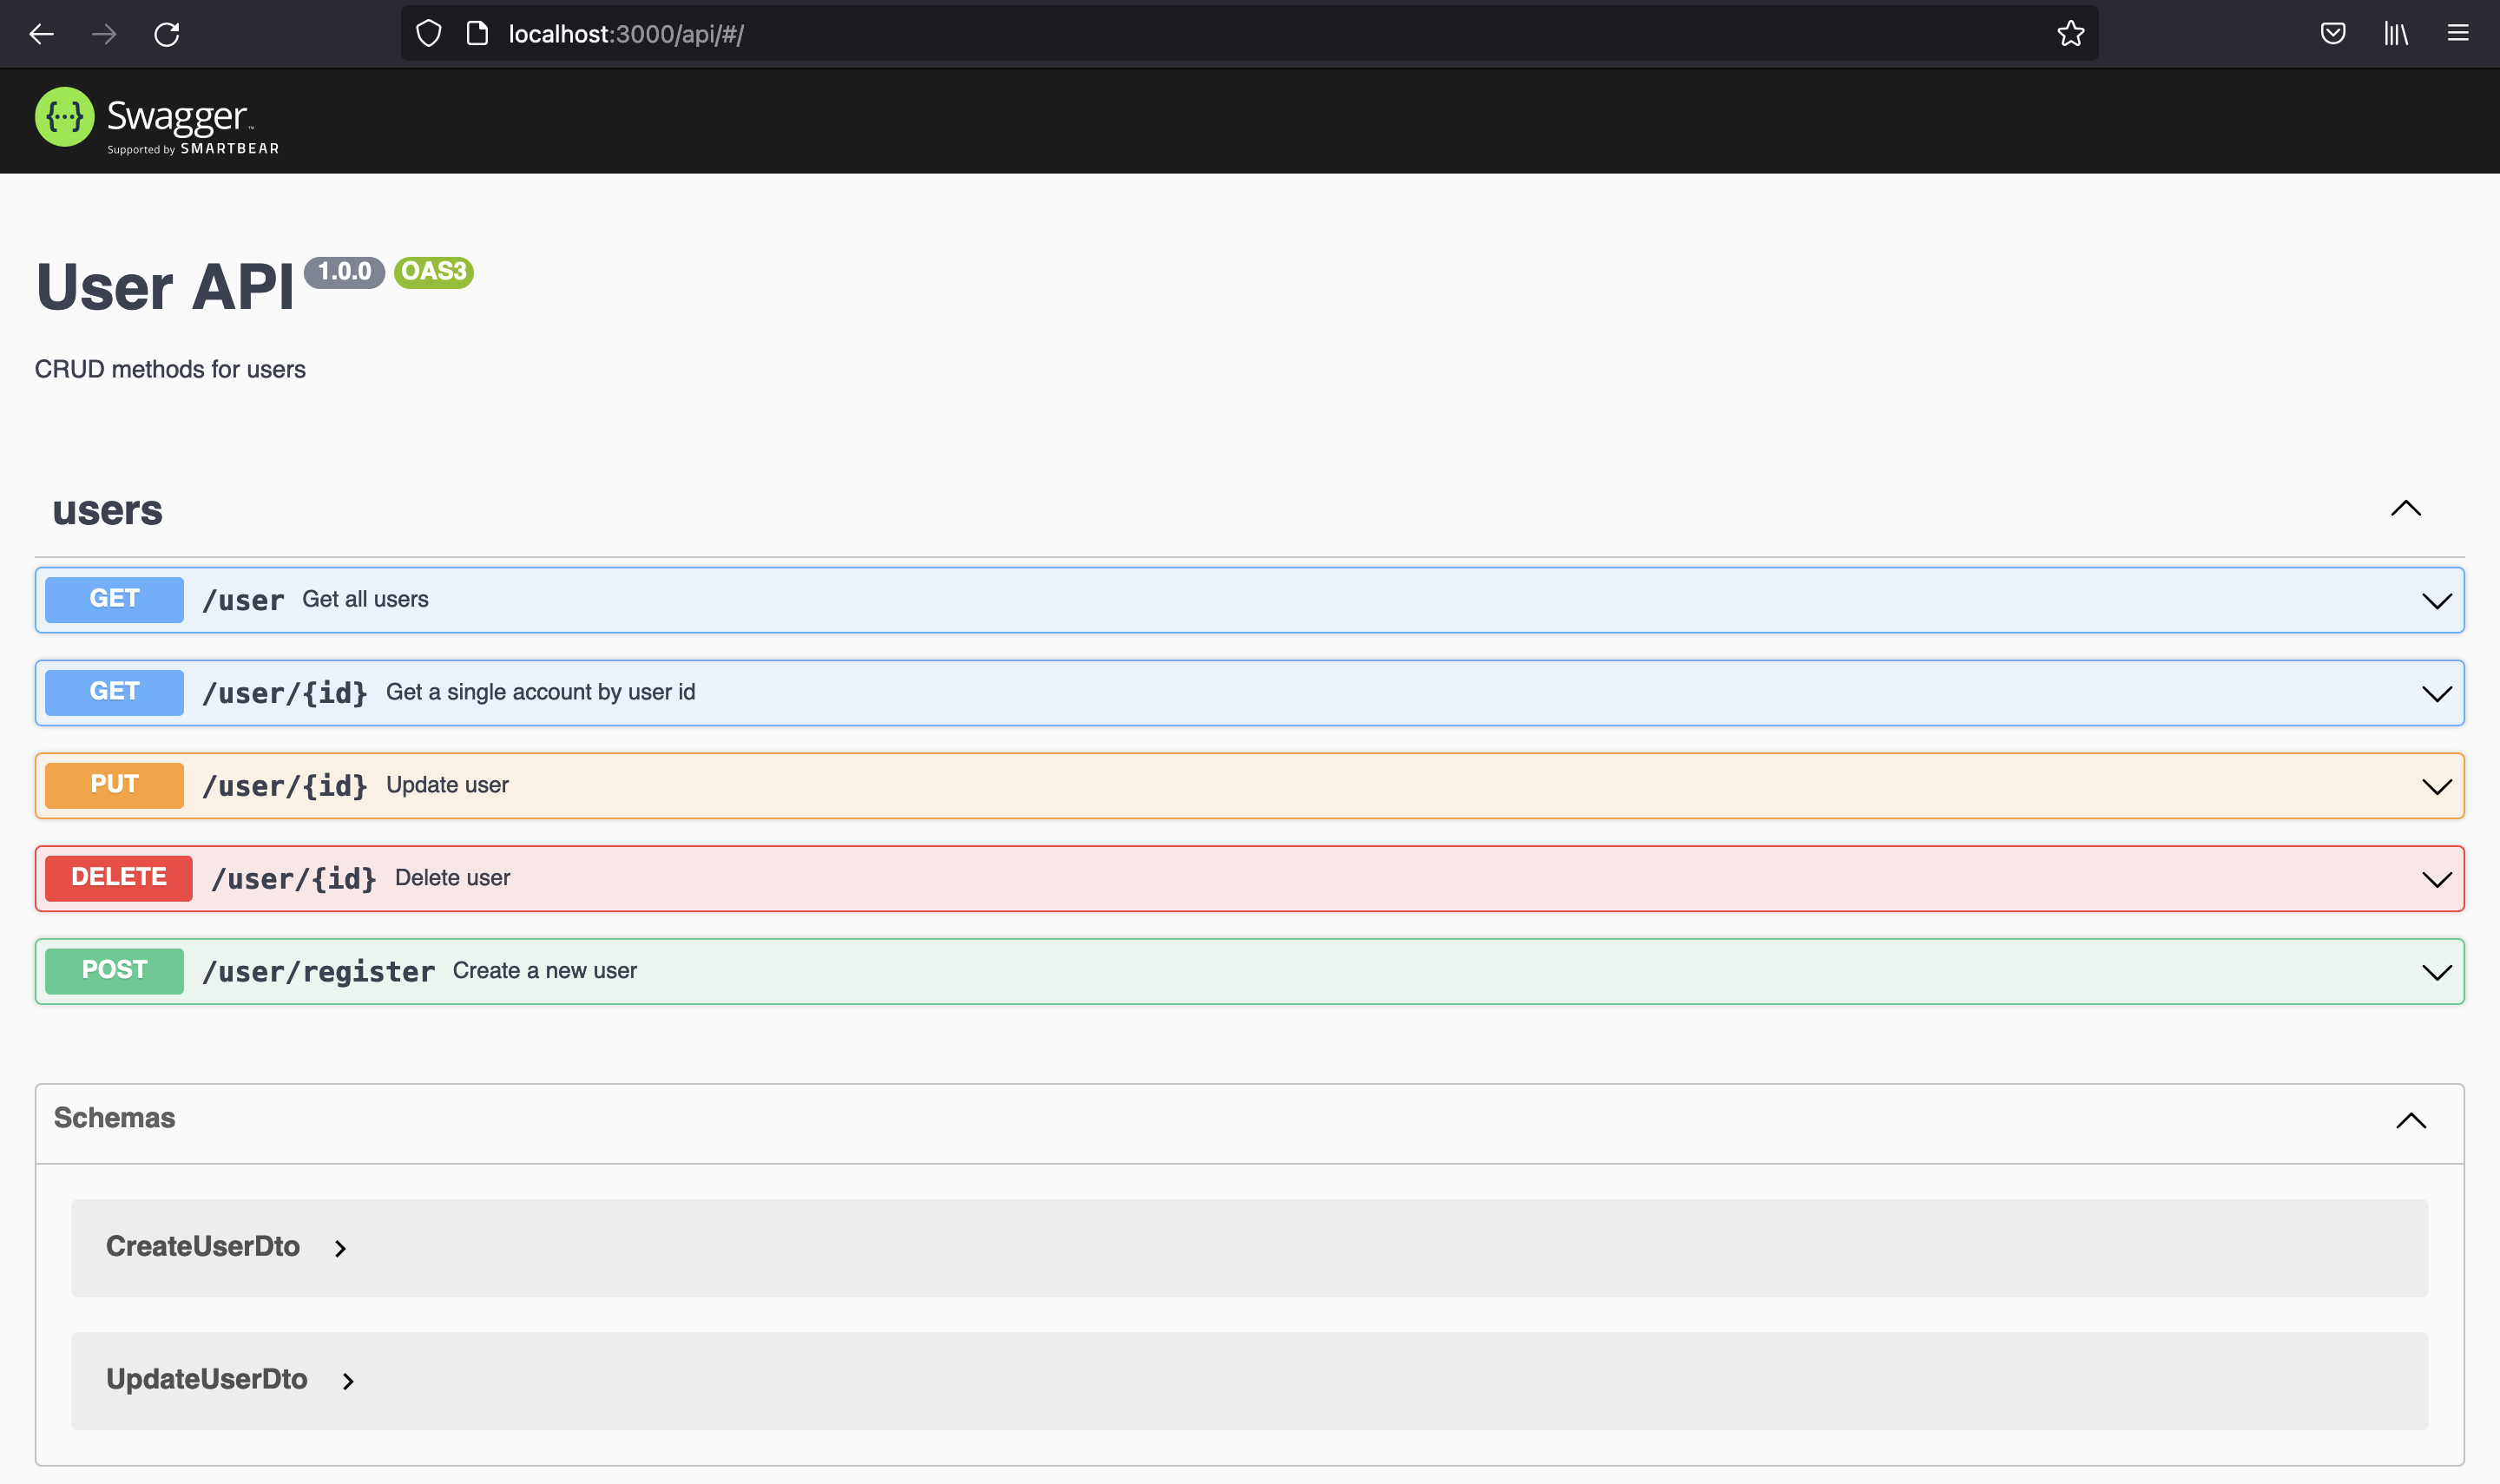 localhost:3000/api/#/
{···} Swagger™
Supported by SMARTBEAR
User API 1.0.0 OAS3
CRUD methods for users
users
GET /user Get all users
GET /user/{id} Get a single account by user id
PUT /user/{id} Update user
DELETE /user/{id} Delete user
POST /user/register Create a new user
Schemas
CreateUserDto
UpdateUserDto